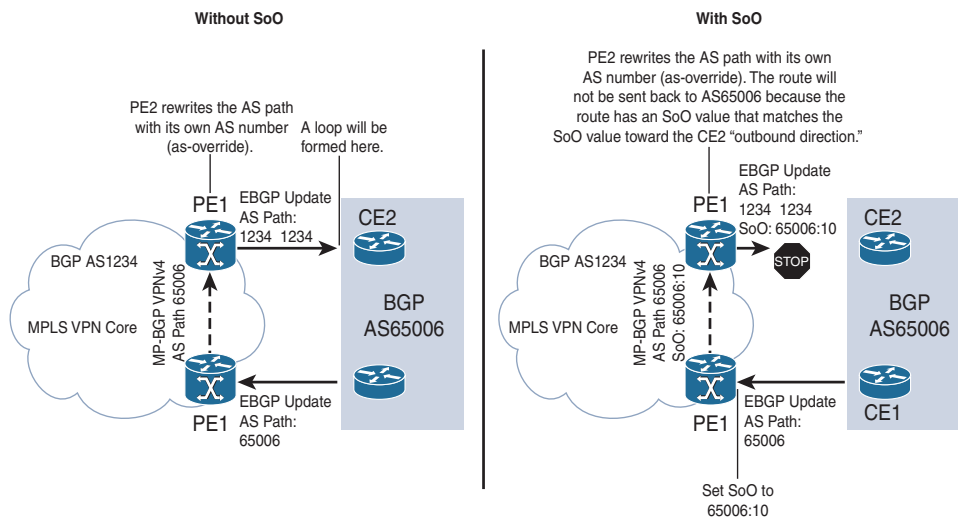 Without SoO
PE2 rewrites the AS path
with its own AS number
(as-override).
A loop will be
formed here.
PE1
EBGP Update
AS Path:
1234 1234
CE2
BGP AS1234
MPLS VPN Core
MP-BGP VPNv4
AS Path 65006
BGP
AS65006
PE1
EBGP Update
AS Path:
65006
With SoO
PE2 rewrites the AS path with its own
AS number (as-override). The route will
not be sent back to AS65006 because the
route has an SoO value that matches the
SoO value toward the CE2 “outbound direction.”
PE1
EBGP Update
AS Path:
1234 1234
SoO: 65006:10
STOP
CE2
BGP AS1234
MPLS VPN Core
MP-BGP VPNv4
AS Path 65006
SoO: 65006:10
BGP
AS65006
PE1
EBGP Update
AS Path:
65006
CE1
Set SoO to
65006:10